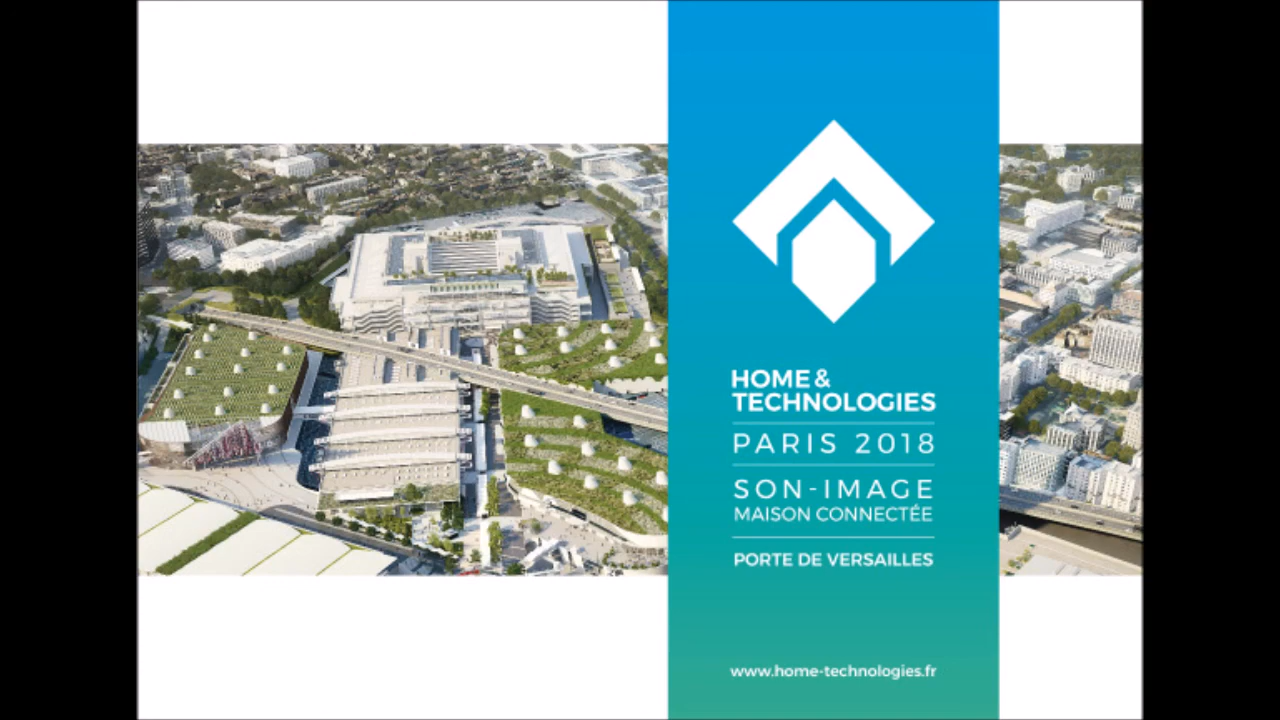 HOME &
TECHNOLOGIES
PARIS 2018
SON-IMAGE
MAISON CONNECTÉE
PORTE DE VERSAILLES
www.home-technologies.fr